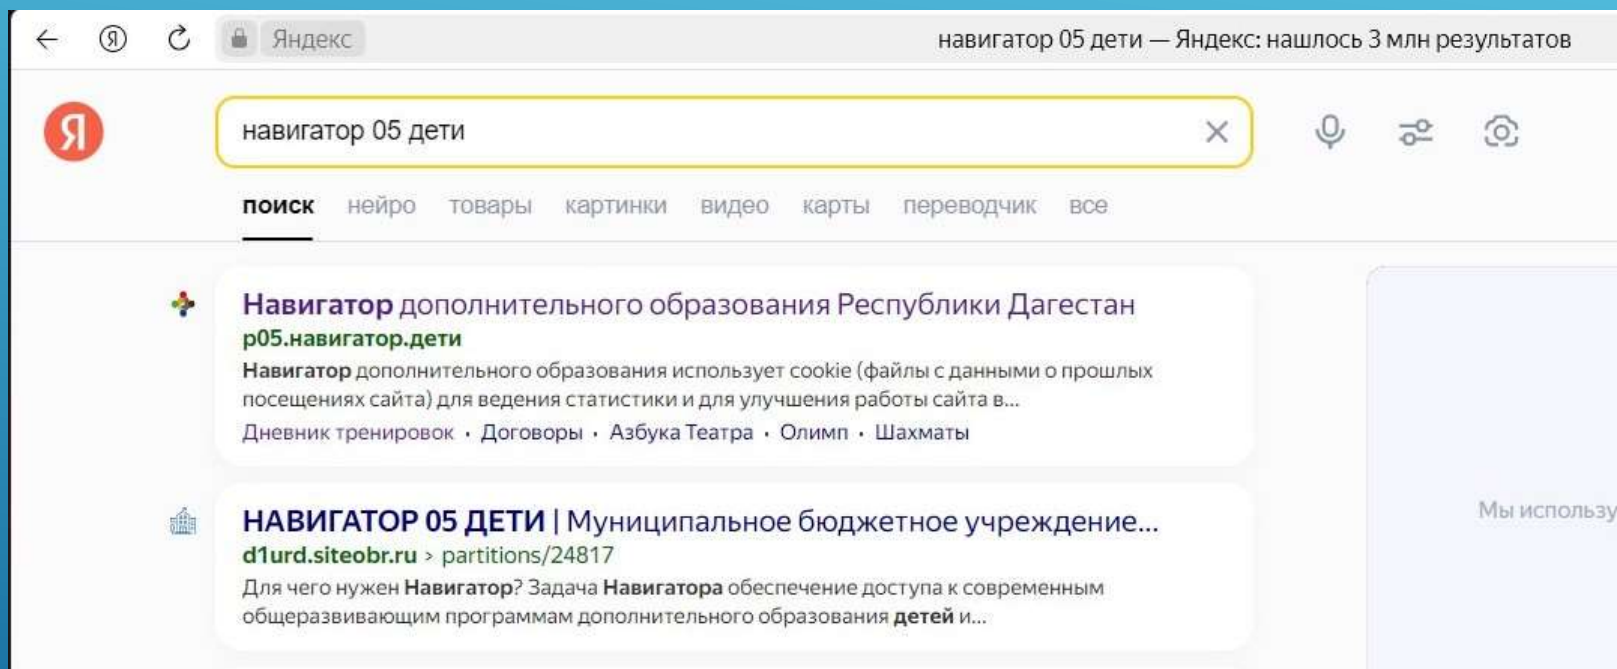 Я Яндекс навигатор 05 дети — Яндекс: нашлось 3 млн результатов
Я навигатор 05 дети
поиск нейро товары картинки видео карты переводчик все
Навигатор дополнительного образования Республики Дагестан
р05.навигатор.дети
Навигатор дополнительного образования использует cookie (файлы с данными о прошлых
посещениях сайта) для ведения статистики и для улучшения работы сайта в...
Дневник тренировок · Договоры · Азбука Театра · Олимп · Шахматы
НАВИГАТОР 05 ДЕТИ | Муниципальное бюджетное учреждение...
d1urd.siteobr.ru › partitions/24817
Мы использу
Для чего нужен Навигатор? Задача Навигатора обеспечение доступа к современным
общеразвивающим программам дополнительного образования детей и...